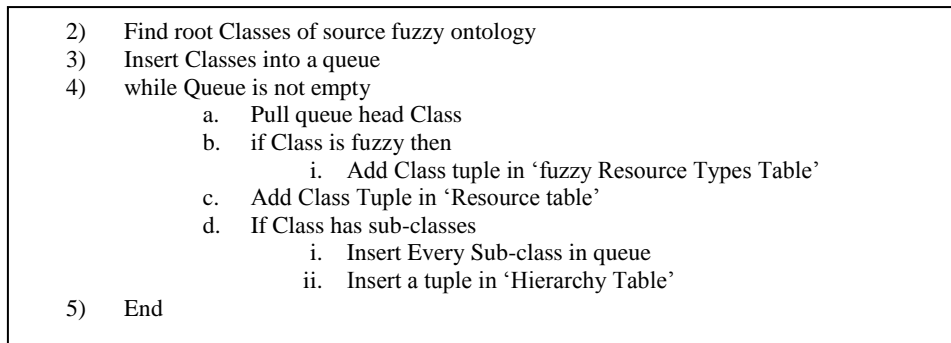 2) Find root Classes of source fuzzy ontology
3) Insert Classes into a queue
4) while Queue is not empty
a. Pull queue head Class
b. if Class is fuzzy then
i. Add Class tuple in ‘fuzzy Resource Types Table’
c. Add Class Tuple in ‘Resource table’
d. If Class has sub-classes
i. Insert Every Sub-class in queue
ii. Insert a tuple in ‘Hierarchy Table’
5) End